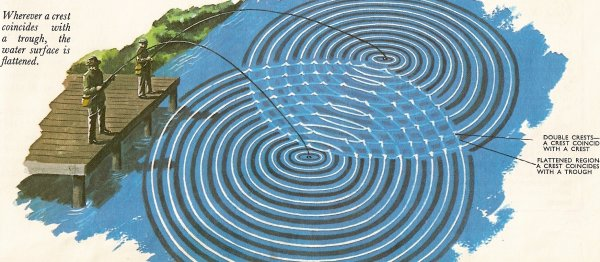 Wherever a crest
coincides with
a trough, the
water surface is
flattened.
DOUBLE CRESTS—
A CREST COINCID
WITH A CREST
FLATTENED REGION
A CREST COINCIDES
WITH A TROUGH